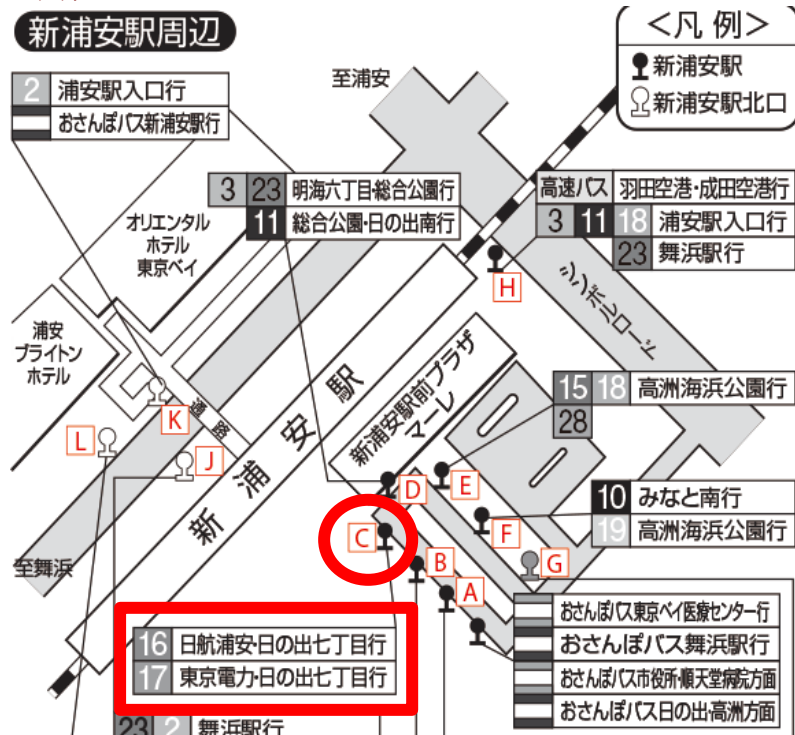 新浦安駅周辺
<凡例>
新浦安駅
新浦安駅北口
至浦安
2 浦安駅入口行
おさんぽバス新浦安駅行
3 23 明海六丁目・総合公園行
11 総合公園・日の出南行
高速バス 羽田空港・成田空港行
3 11 18 浦安駅入口行
23 舞浜駅行
オリエンタル
ホテル
東京ベイ
H
シンボルロード
浦安
ブライトン
ホテル
新浦安駅前プラザ
マーレ
15 18 高洲海浜公園行
28
K
通路
L
J
新浦安駅
D
E
10 みなと南行
19 高洲海浜公園行
F
C
B
G
A
至舞浜
おさんぽバス東京ベイ医療センター行
おさんぽバス舞浜駅行
おさんぽバス市役所・順天堂病院方面
おさんぽバス日の出・高洲方面
16 日航浦安・日の出七丁目行
17 東京電力・日の出七丁目行
23 2 舞浜駅行